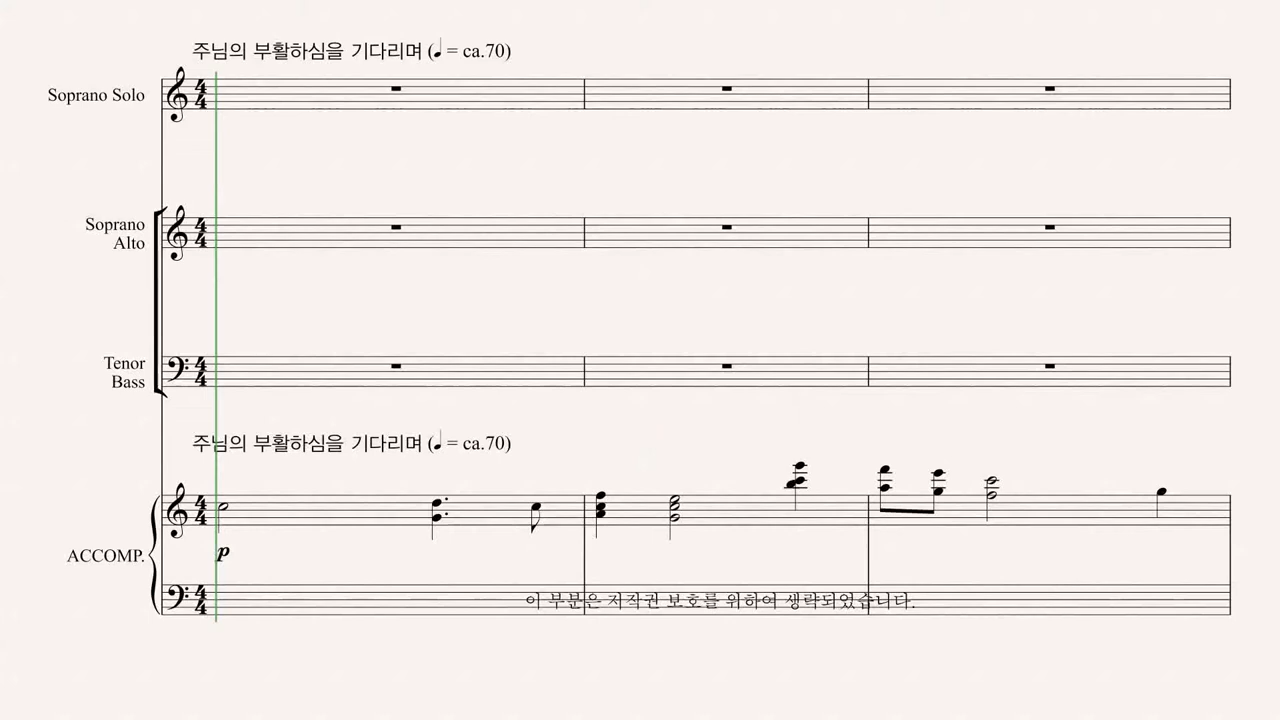 주님의 부활하심을 기다리며 (♩ = ca.70)
Soprano Solo
Soprano
Alto
Tenor
Bass
주님의 부활하심을 기다리며 (♩ = ca.70)
p
ACCOMP.
이 부분은 저작권 보호를 위하여 생략되었습니다.